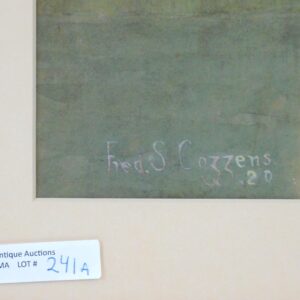 Fred. S. Cozzens
.20
ntique Auctions
MA LOT # 241A